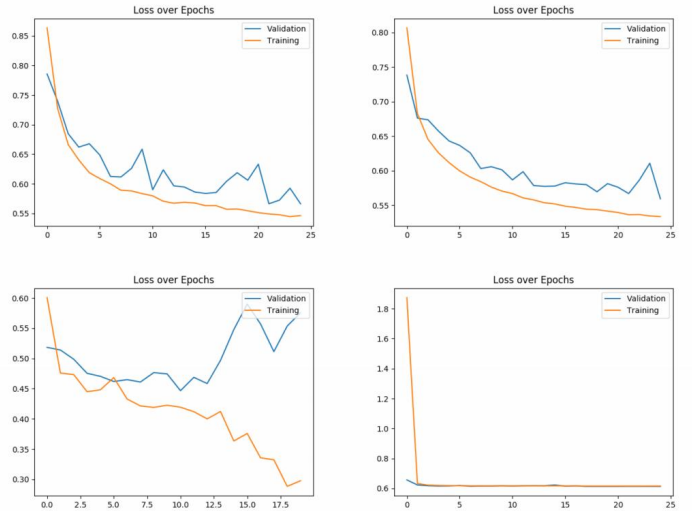 Loss over Epochs
Validation
Training
0.85
0.80
0.75
0.70
0.65
0.60
0.55
0 5 10 15 20 25
Loss over Epochs
Validation
Training
0.80
0.75
0.70
0.65
0.60
0.55
0 5 10 15 20 25
Loss over Epochs
Validation
Training
0.60
0.55
0.50
0.45
0.40
0.35
0.30
0.0 2.5 5.0 7.5 10.0 12.5 15.0 17.5
Loss over Epochs
Validation
Training
1.8
1.6
1.4
1.2
1.0
0.8
0.6
0 5 10 15 20 25